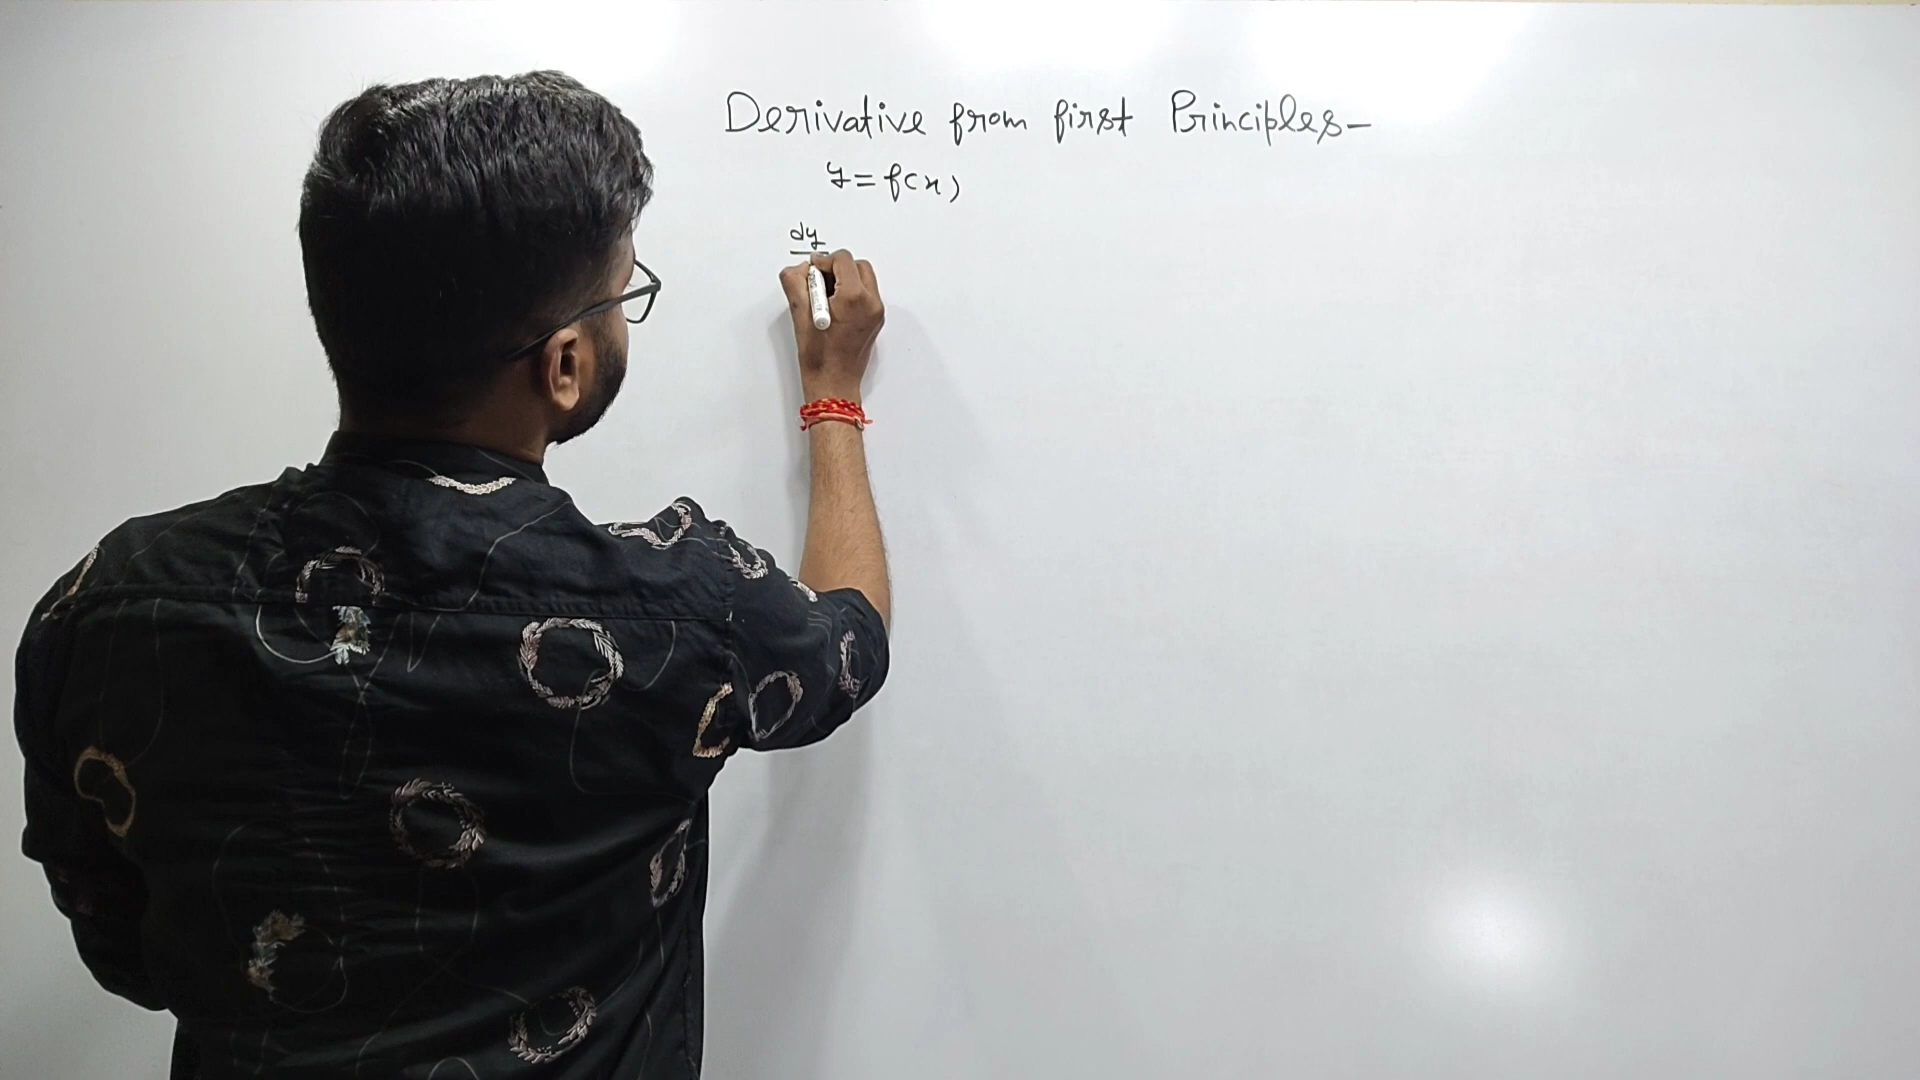 Derivative from first Principles-
y = f(x)
dy